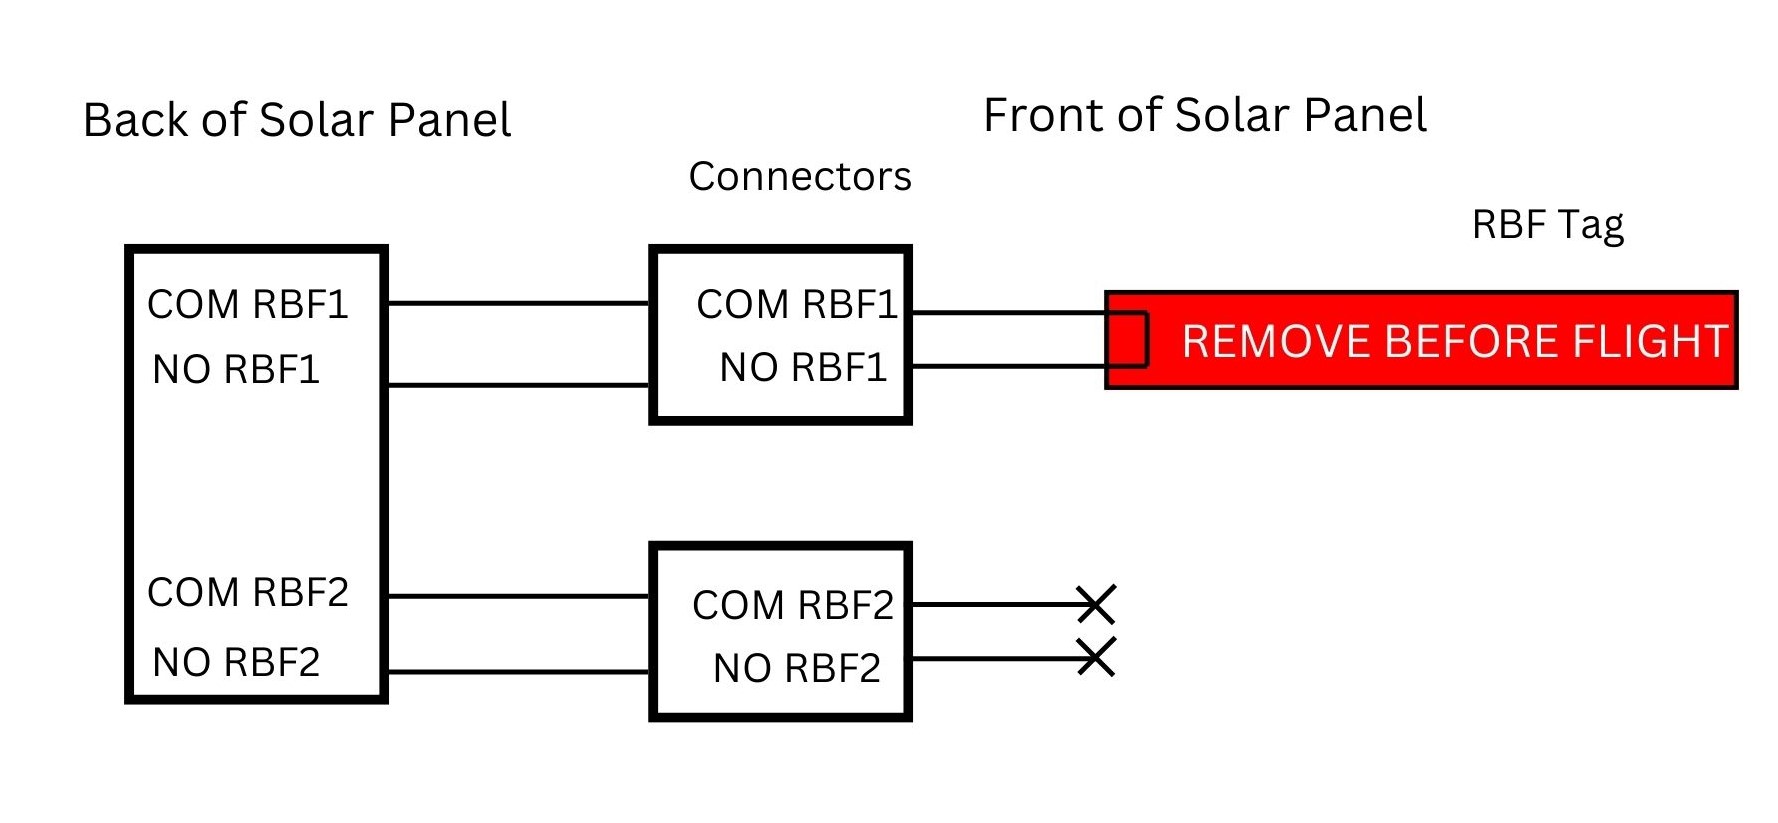 Back of Solar Panel
Front of Solar Panel
Connectors
RBF Tag
COM RBF1
NO RBF1
COM RBF2
NO RBF2
COM RBF1
NO RBF1
COM RBF2
NO RBF2
REMOVE BEFORE FLIGHT